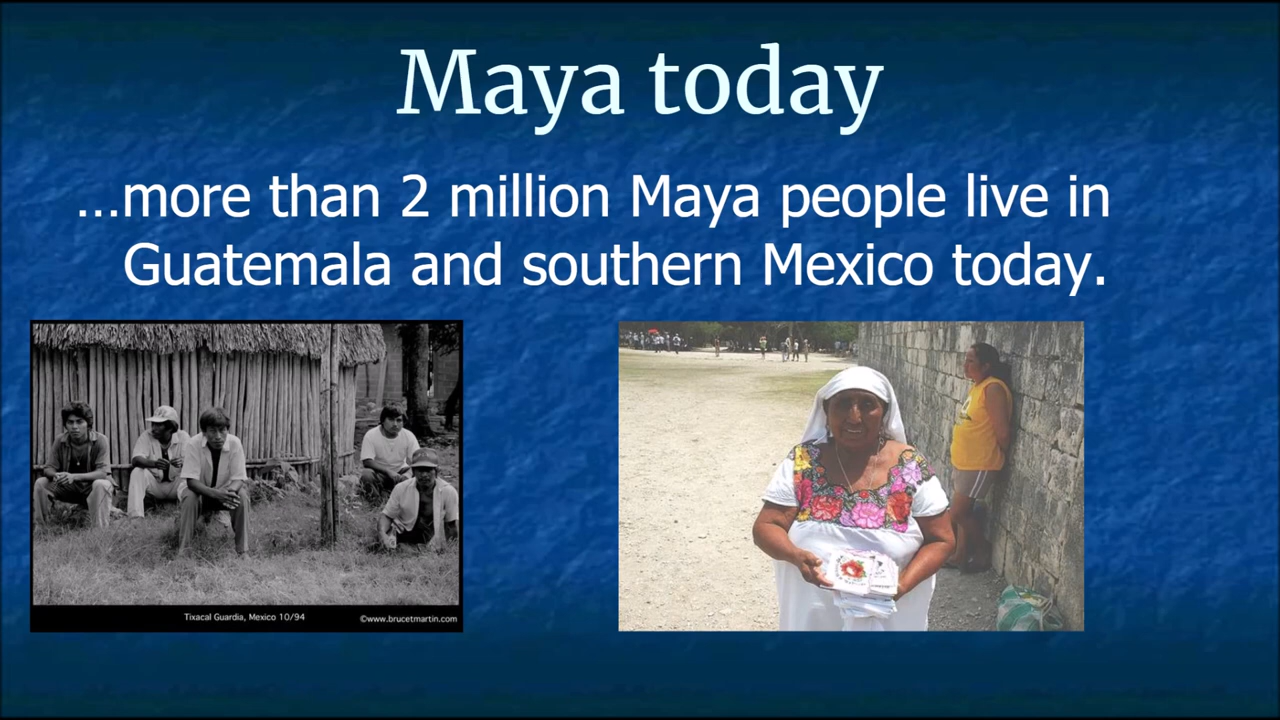 Maya today
…more than 2 million Maya people live in
Guatemala and southern Mexico today.
Tixacal Guardia, Mexico 10/94
©www.brucetmartin.com